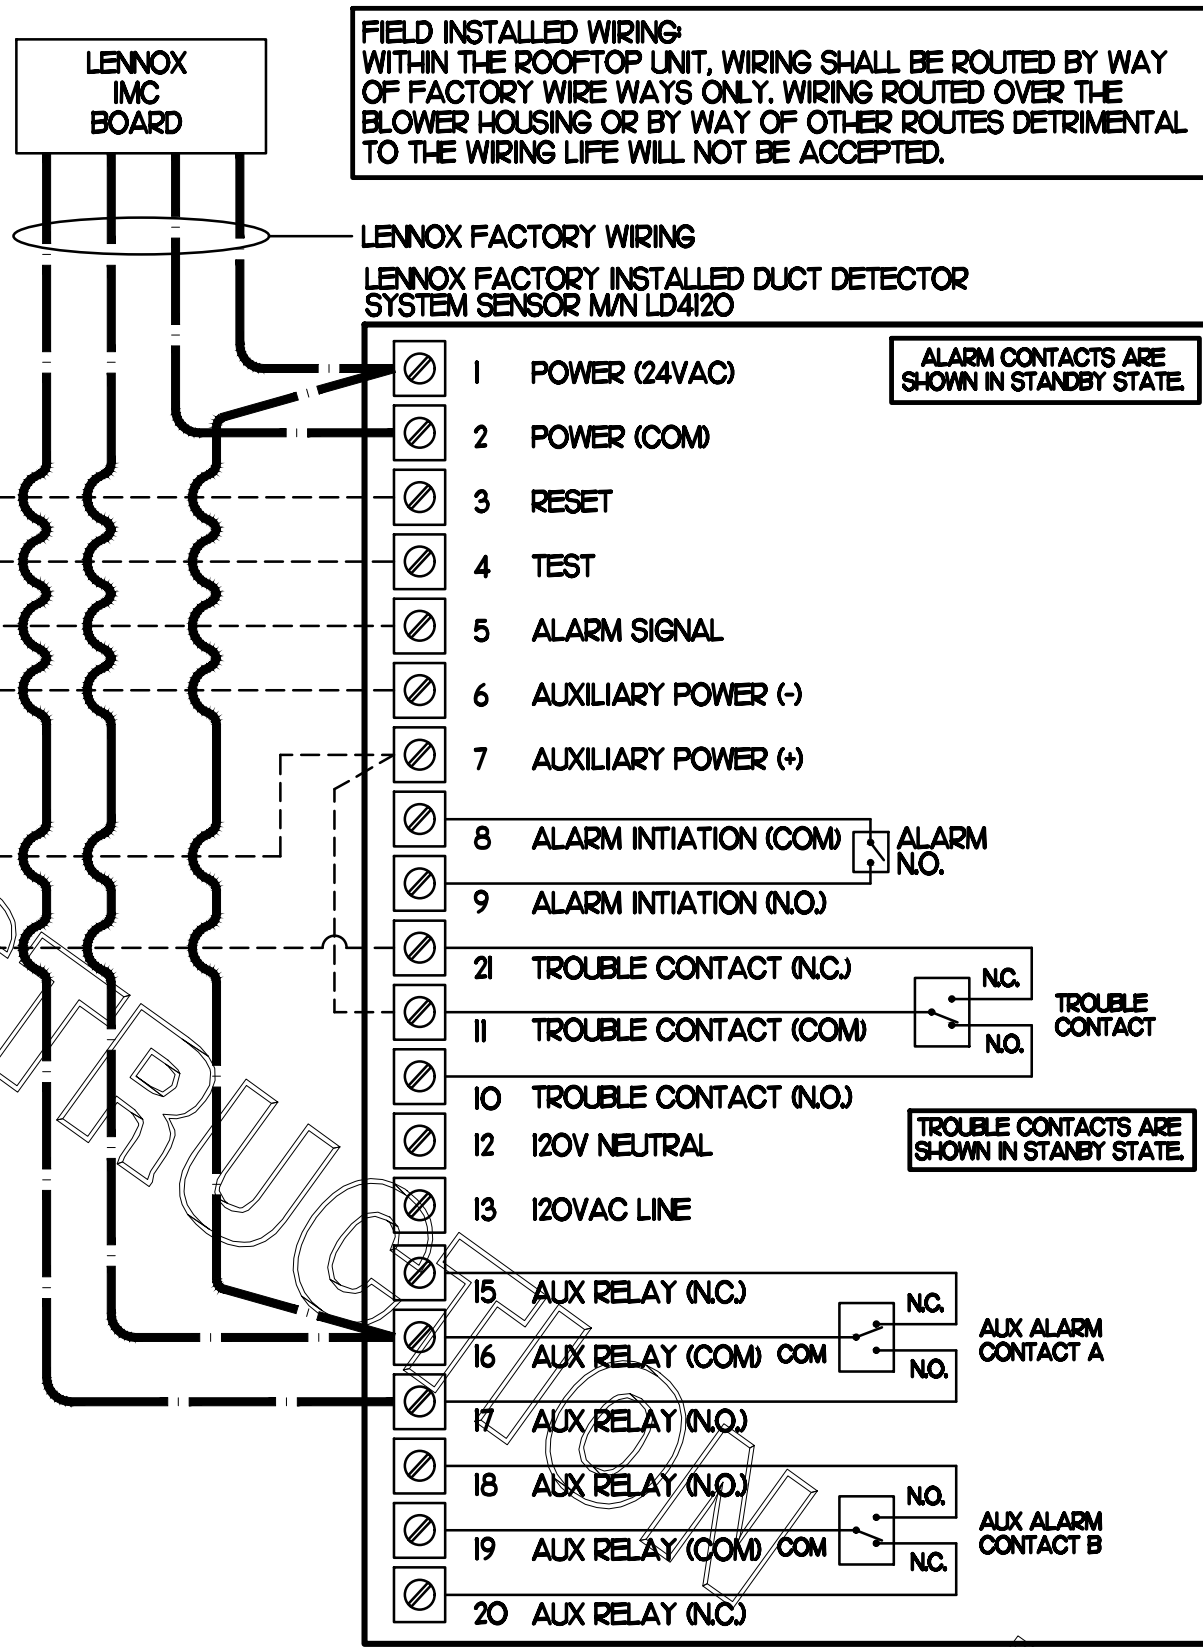 LENNOX
IMC
BOARD
FIELD INSTALLED WIRING:
WITHIN THE ROOFTOP UNIT, WIRING SHALL BE ROUTED BY WAY
OF FACTORY WIRE WAYS ONLY. WIRING ROUTED OVER THE
BLOWER HOUSING OR BY WAY OF OTHER ROUTES DETRIMENTAL
TO THE WIRING LIFE WILL NOT BE ACCEPTED.
LENNOX FACTORY WIRING
LENNOX FACTORY INSTALLED DUCT DETECTOR
SYSTEM SENSOR M/N LD4120
ALARM CONTACTS ARE
SHOWN IN STANDBY STATE.
1 POWER (24VAC)
2 POWER (COM)
3 RESET
4 TEST
5 ALARM SIGNAL
6 AUXILIARY POWER (-)
7 AUXILIARY POWER (+)
8 ALARM INTIATION (COM)
ALARM
N.O.
9 ALARM INTIATION (N.O.)
21 TROUBLE CONTACT (N.C.)
N.C.
TROUBLE
CONTACT
11 TROUBLE CONTACT (COM)
N.O.
10 TROUBLE CONTACT (N.O.)
TROUBLE CONTACTS ARE
SHOWN IN STANBY STATE.
12 120V NEUTRAL
13 120VAC LINE
15 AUX RELAY (N.C.)
N.C.
AUX ALARM
CONTACT A
16 AUX RELAY (COM) COM
N.O.
17 AUX RELAY (N.O.)
18 AUX RELAY (N.O.)
N.O.
AUX ALARM
CONTACT B
19 AUX RELAY (COM) COM
N.C.
20 AUX RELAY (N.C.)
TRUCTION